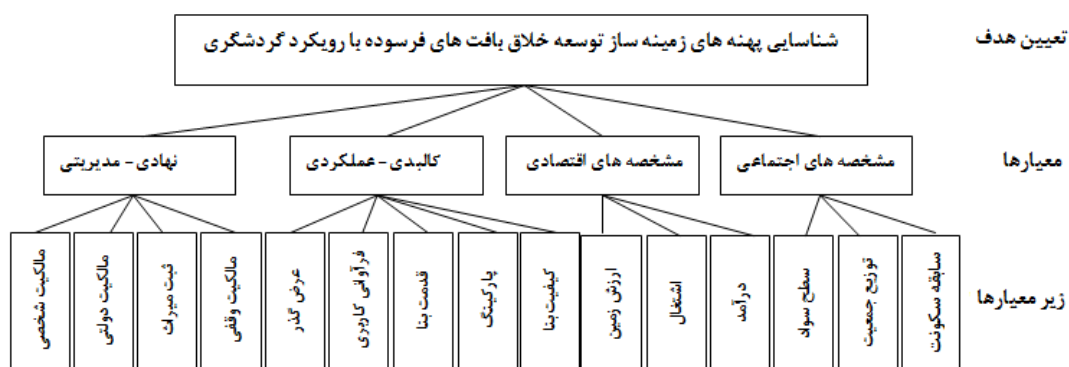 تعیین هدف
شناسایی پهنه های زمینه ساز توسعه خلاق بافت های فرسوده با رویکرد گردشگری
معیارها
مشخصه های اجتماعی
مشخصه های اقتصادی
کالبدی - عملکردی
نهادی - مدیریتی
زیر معیارها
سابقه سکونت
توزیع جمعیت
سطح سواد
درآمد
اشتغال
ارزش زمین
کیفیت بنا
پارکینگ
قدمت بنا
فرآوانی کاربری
عرض گذر
مالکیت وقفی
ثبت میراث
مالکیت دولتی
مالکیت شخصی